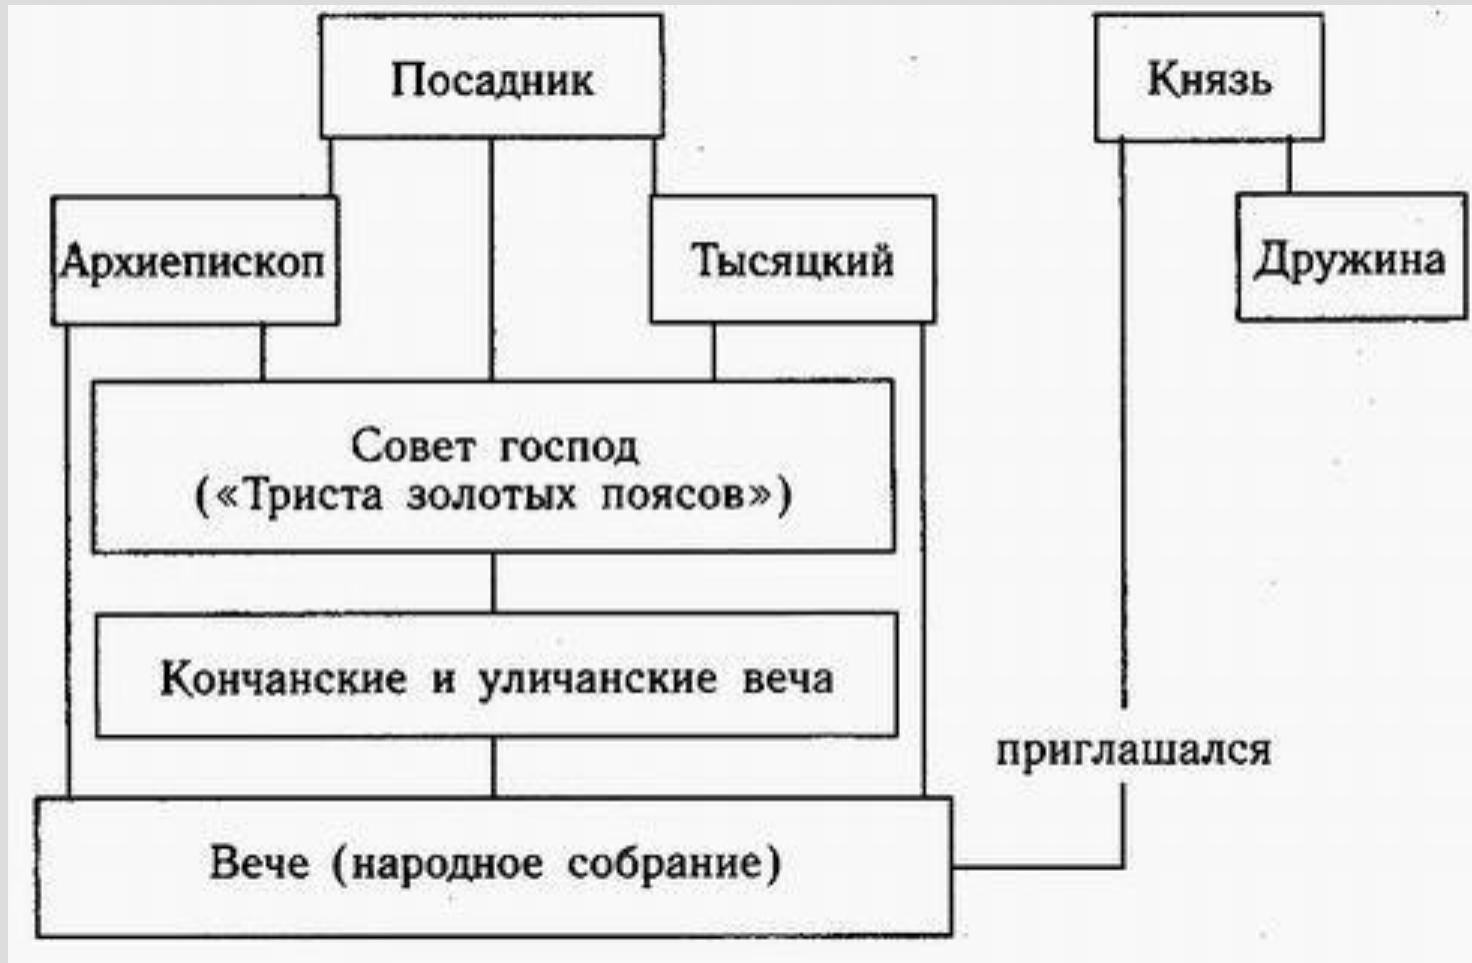 Посадник
Князь
Архиепископ
Тысяцкий
Дружина
Совет господ
(«Триста золотых поясов»)
Кончанские и уличанские веча
приглашался
Вече (народное собрание)